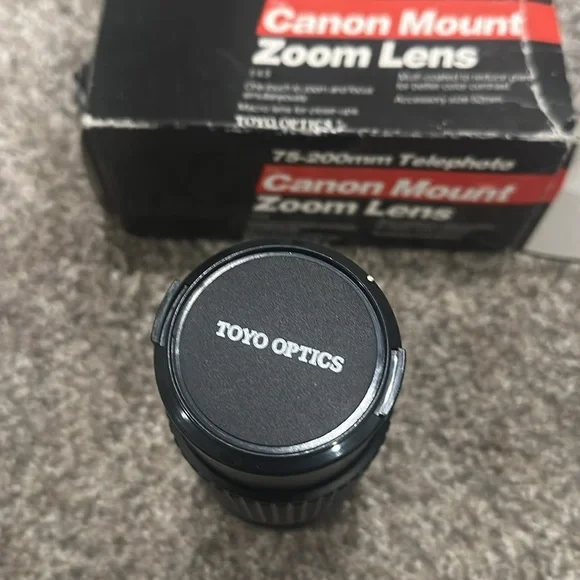 Canon Mount
Zoom Lens
One touch to zoom and focus
simultaneously
Macro lens for close-ups
TOYO OPTICS
Multi coated to reduce glare
for better color contrast.
Accessory size 52mm
75-200mm Telephoto
Canon Mount
Zoom Lens
TOYO OPTICS